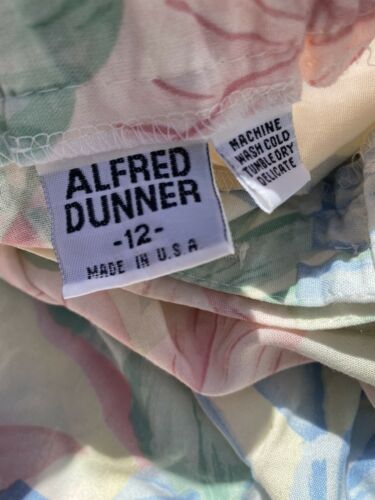 ALFRED
DUNNER
-12-
MADE IN U.S.A
MACHINE
WASH COLD
TUMBLE DRY
DELICATE